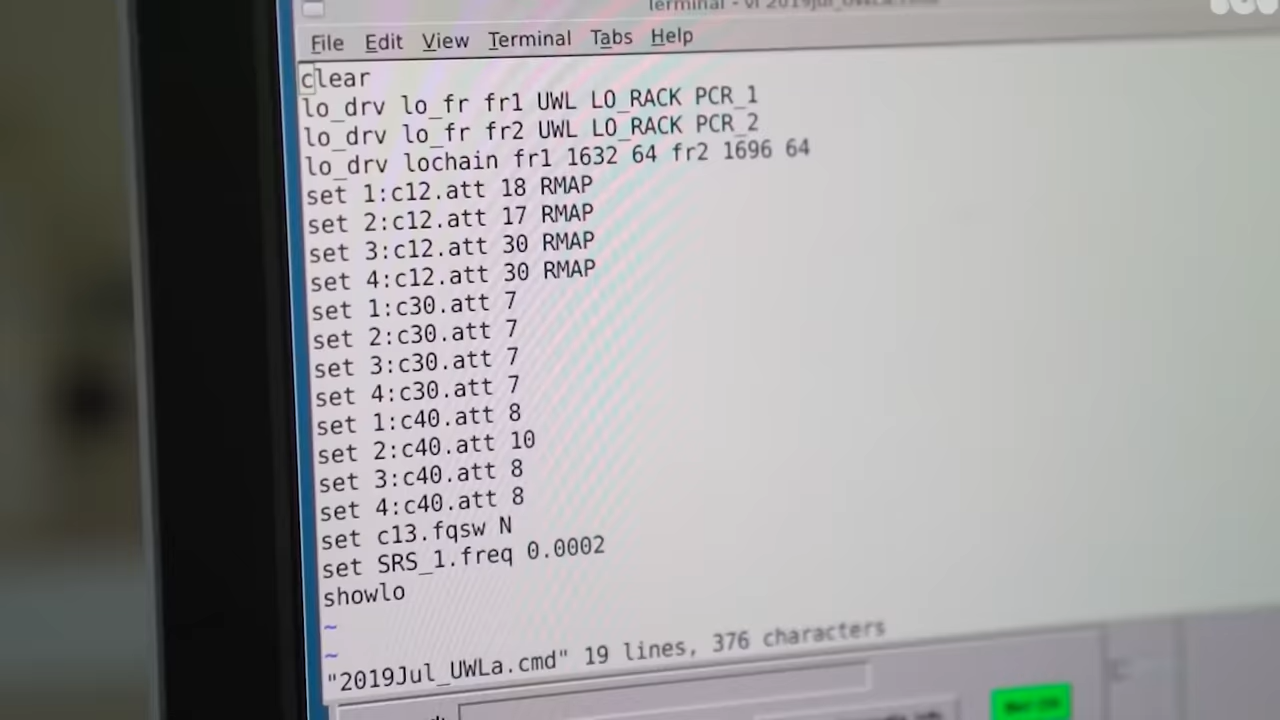 Terminal - vi 2019Jul_UWLa.cmd
File Edit View Terminal Tabs Help
clear
lo_drv lo_fr fr1 UWL LO_RACK PCR_1
lo_drv lo_fr fr2 UWL LO_RACK PCR_2
lo_drv lochain fr1 1632 64 fr2 1696 64
set 1:c12.att 18 RMAP
set 2:c12.att 17 RMAP
set 3:c12.att 30 RMAP
set 4:c12.att 30 RMAP
set 1:c30.att 7
set 2:c30.att 7
set 3:c30.att 7
set 4:c30.att 7
set 1:c40.att 8
set 2:c40.att 10
set 3:c40.att 8
set 4:c40.att 8
set c13.fqsw N
set SRS_1.freq 0.0002
showlo
~
~
"2019Jul_UWLa.cmd" 19 lines, 376 characters